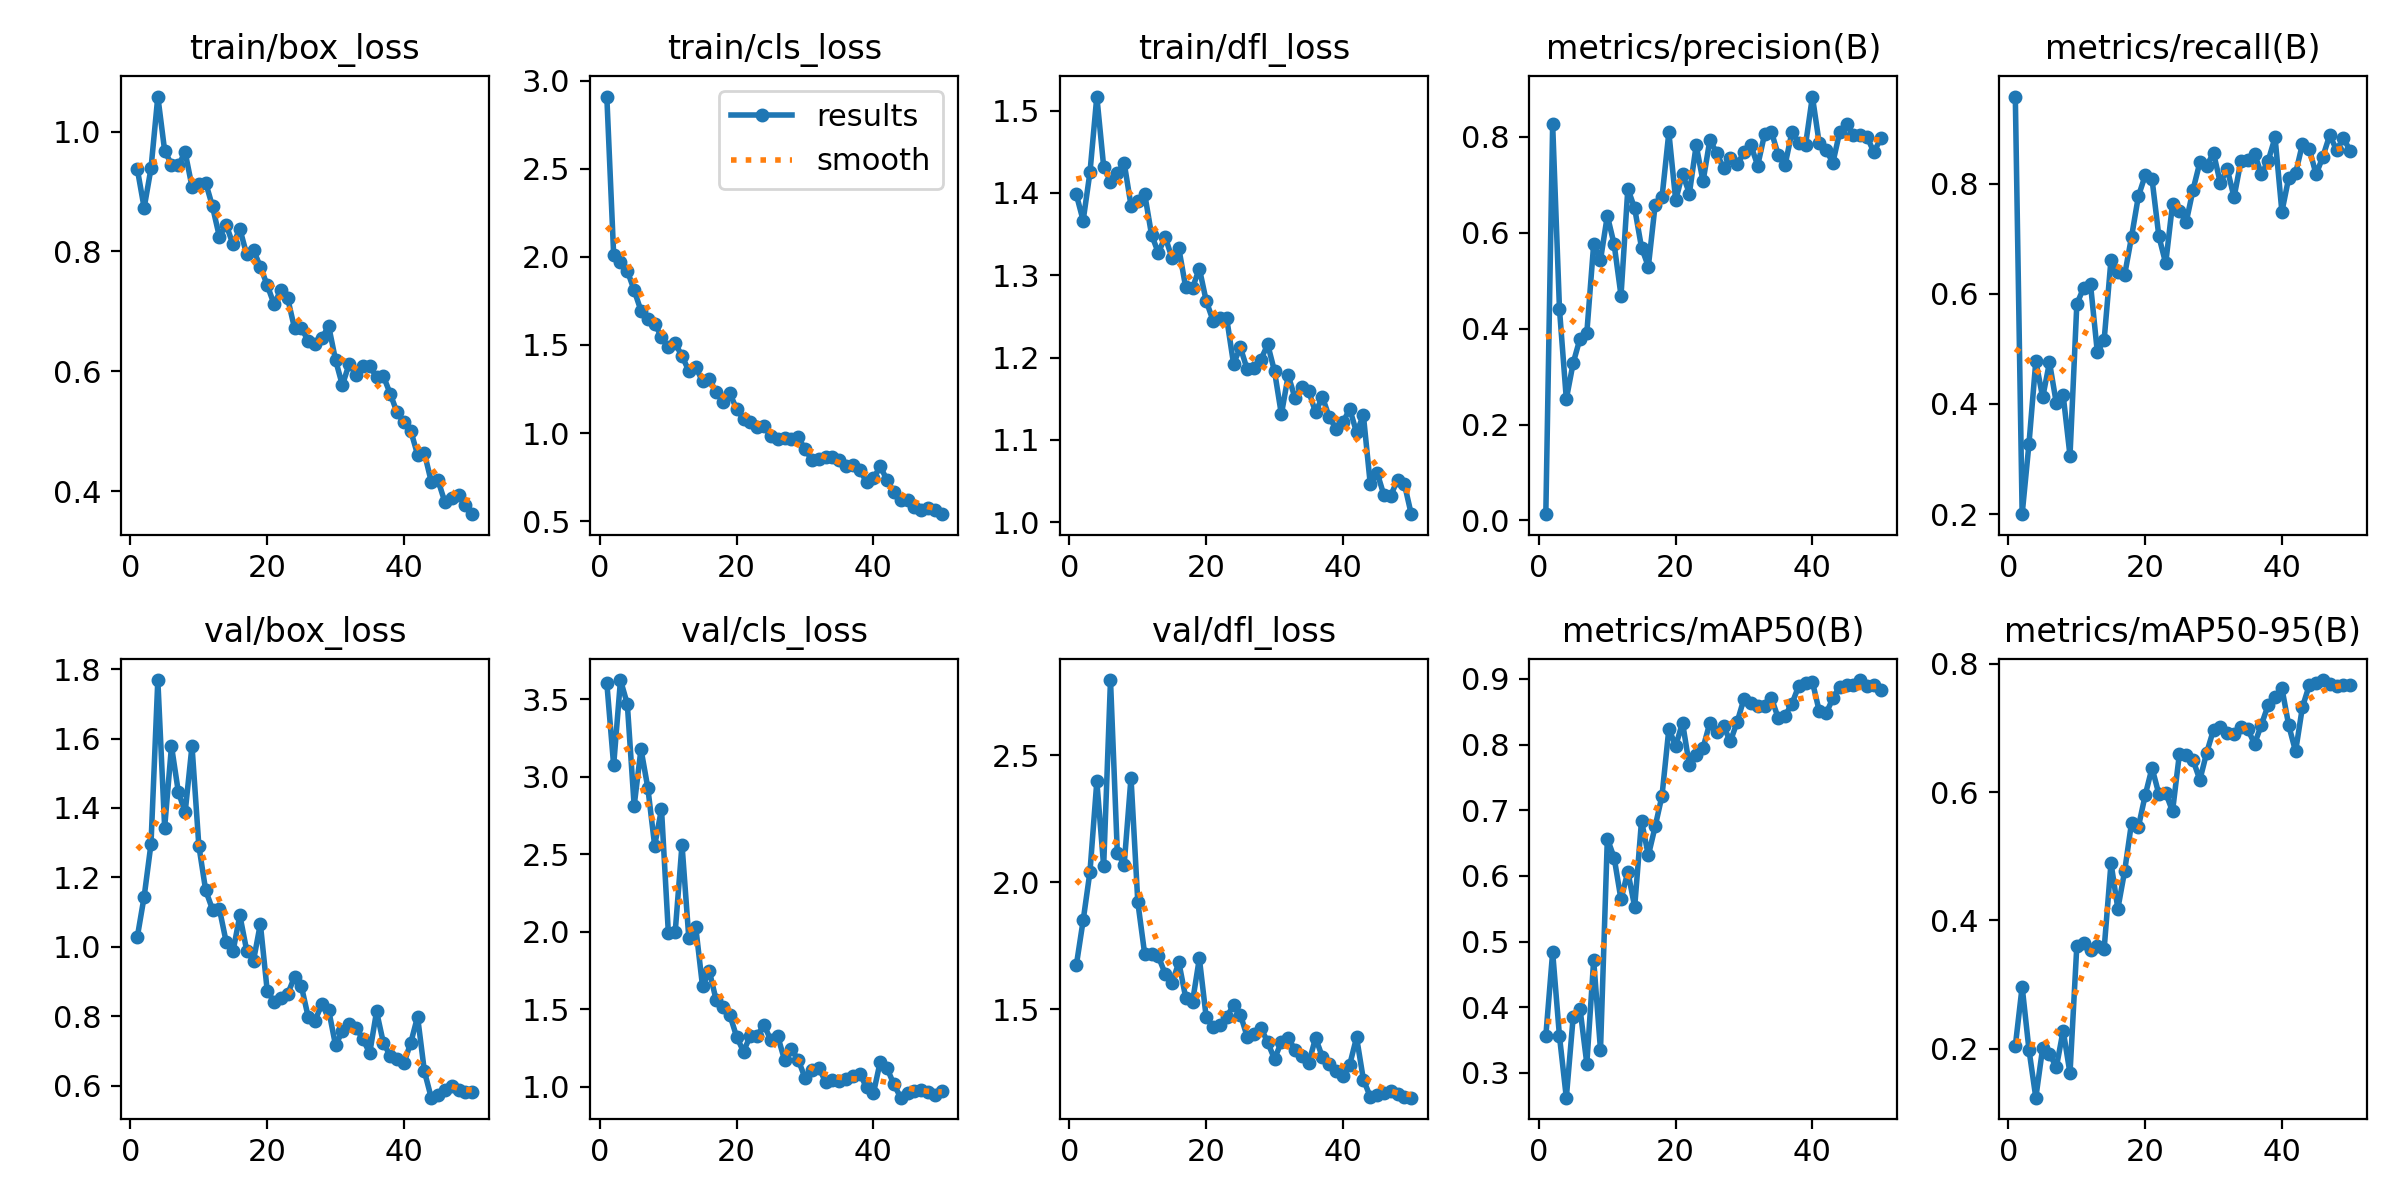 train/box_loss
1.0
0.8
0.6
0.4
0 20 40
train/cls_loss
results
smooth
3.0
2.5
2.0
1.5
1.0
0.5
0 20 40
train/dfl_loss
1.5
1.4
1.3
1.2
1.1
1.0
0 20 40
metrics/precision(B)
0.8
0.6
0.4
0.2
0.0
0 20 40
metrics/recall(B)
0.8
0.6
0.4
0.2
0 20 40
val/box_loss
1.8
1.6
1.4
1.2
1.0
0.8
0.6
0 20 40
val/cls_loss
3.5
3.0
2.5
2.0
1.5
1.0
0 20 40
val/dfl_loss
2.5
2.0
1.5
0 20 40
metrics/mAP50(B)
0.9
0.8
0.7
0.6
0.5
0.4
0.3
0 20 40
metrics/mAP50-95(B)
0.8
0.6
0.4
0.2
0 20 40